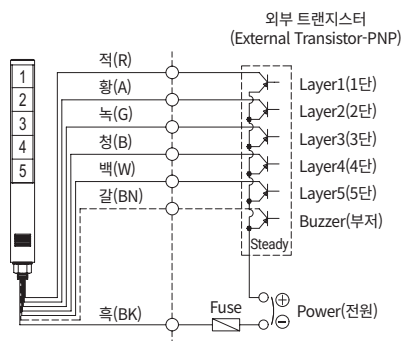 외부 트랜지스터
(External Transistor-PNP)
적(R)
황(A)
녹(G)
청(B)
백(W)
갈(BN)
흑(BK)
1
2
3
4
5
Layer1(1단)
Layer2(2단)
Layer3(3단)
Layer4(4단)
Layer5(5단)
Buzzer(부저)
Steady
Fuse
⊕
⊖
Power(전원)